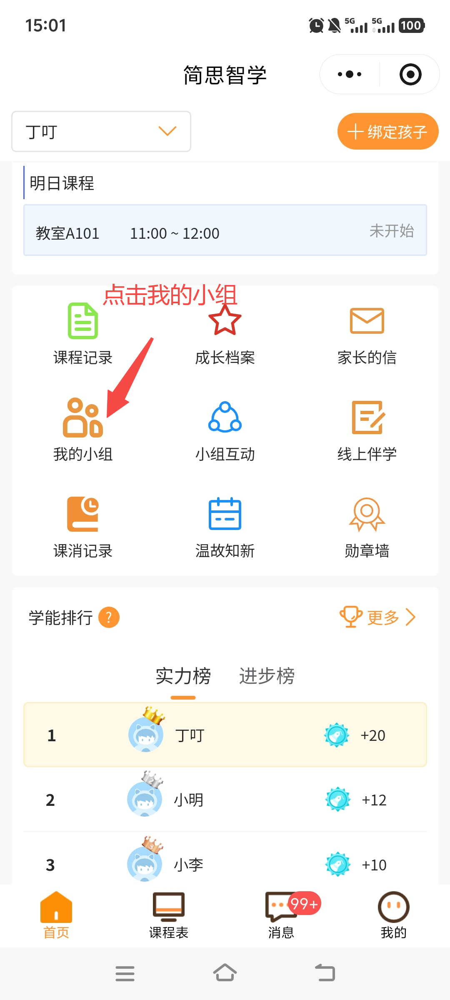 15:01
5G 5G 100
简思智学
丁叮
绑定孩子
明日课程
教室A101 11:00 ~ 12:00 未开始
点击我的小组
课程记录 成长档案 家长的信
我的小组 小组互动 线上伴学
课消记录 温故知新 勋章墙
学能排行 ? 更多
实力榜 进步榜
1 1 丁叮 +20
2 2 小明 +12
3 3 小李 +10
99+
首页 课程表 消息 我的